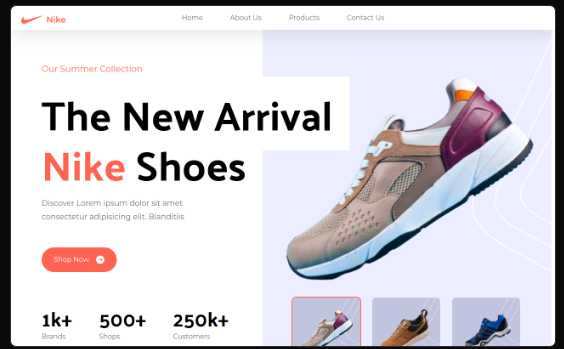 Nike
Home About Us Products Contact Us
Our Summer Collection
The New Arrival
Nike Shoes
Discover Lorem ipsum dolor sit amet
consectetur adipisicing elit. Blanditiis
Shop Now
1k+ 500+ 250k+
Brands Shops Customers